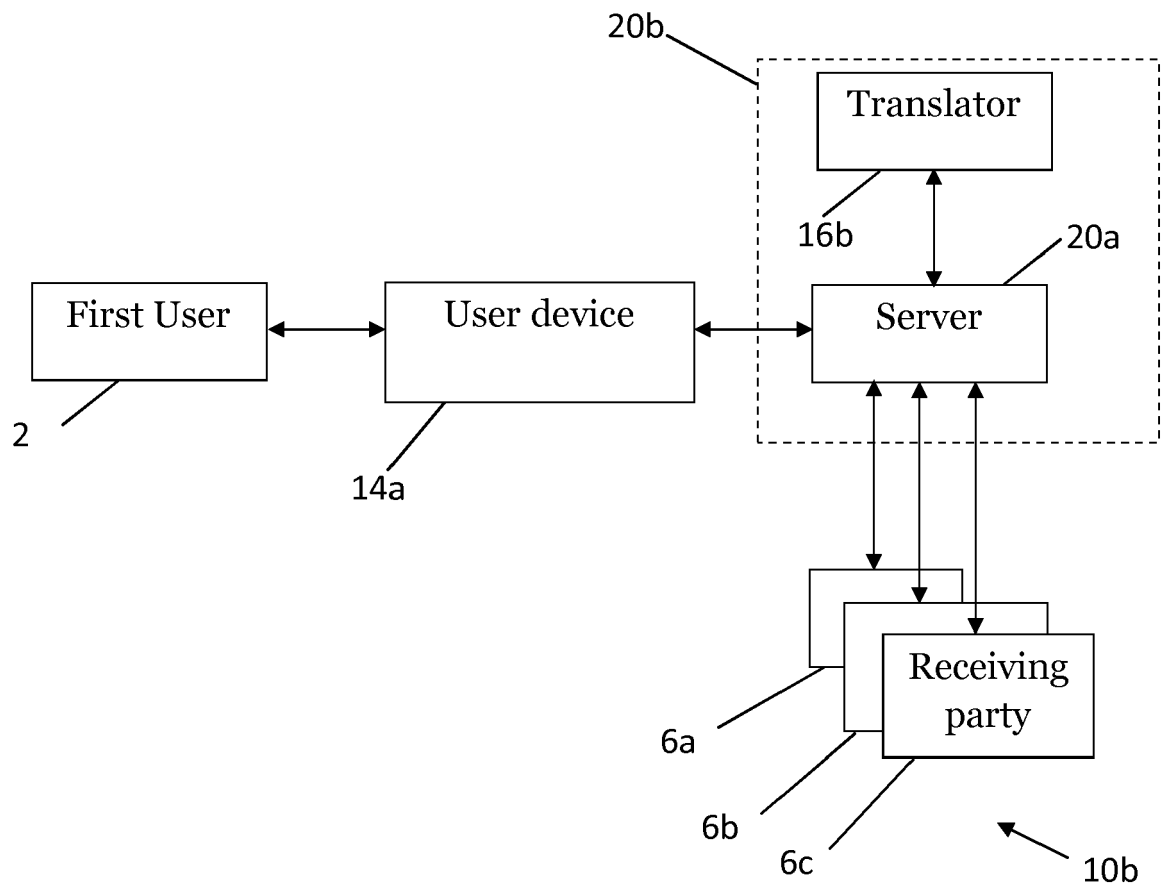 20b
Translator
16b
20a
First User
User device
Server
2
14a
Receiving
party
6a
6b
6c
10b